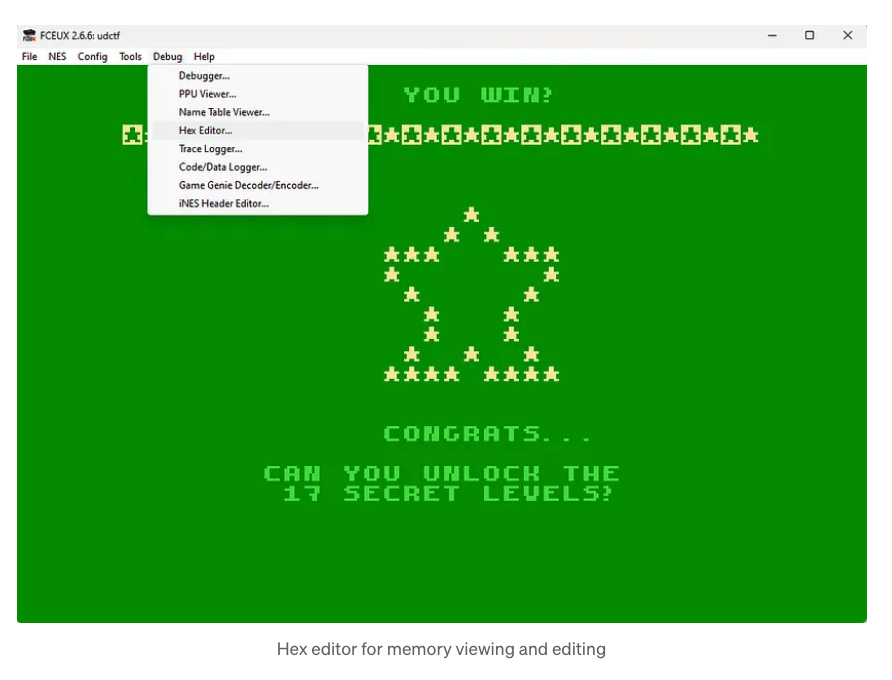 FCEUX 2.6.6: udctf
File NES Config Tools Debug Help
Debugger...
PPU Viewer...
Name Table Viewer...
Hex Editor...
Trace Logger...
Code/Data Logger...
Game Genie Decoder/Encoder...
iNES Header Editor...
YOU WIN?
CONGRATS...
CAN YOU UNLOCK THE
17 SECRET LEVELS?
Hex editor for memory viewing and editing